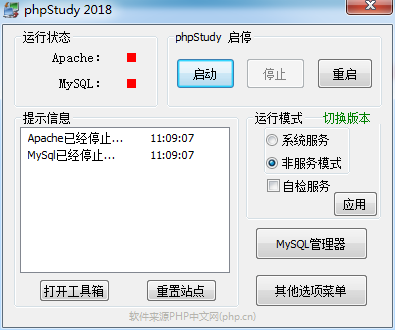 phpStudy 2018
运行状态
Apache:
MySQL:
phpStudy 启停
启动
停止
重启
提示信息
Apache已经停止... 11:09:07
MySql已经停止... 11:09:07
打开工具箱
重置站点
运行模式
切换版本
系统服务
非服务模式
自检服务
应用
MySQL管理器
其他选项菜单
软件来源PHP中文网(php.cn)